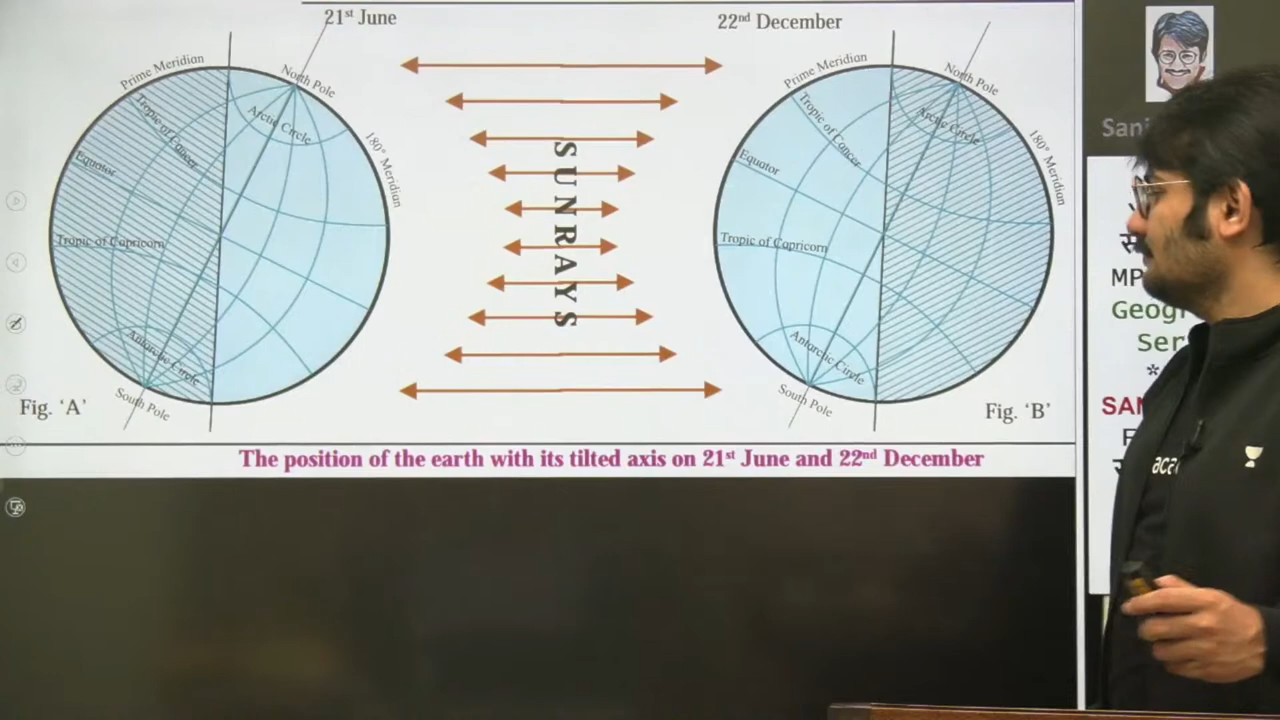 21st June
22nd December
Prime Meridian
North Pole
Tropic of Cancer
Arctic Circle
180° Meridian
Equator
Tropic of Capricorn
Antarctic Circle
South Pole
Fig. ‘A’
SUNRAYS
Prime Meridian
North Pole
Tropic of Cancer
Arctic Circle
180° Meridian
Equator
Tropic of Capricorn
Antarctic Circle
South Pole
Fig. ‘B’
The position of the earth with its tilted axis on 21st June and 22nd December
MP